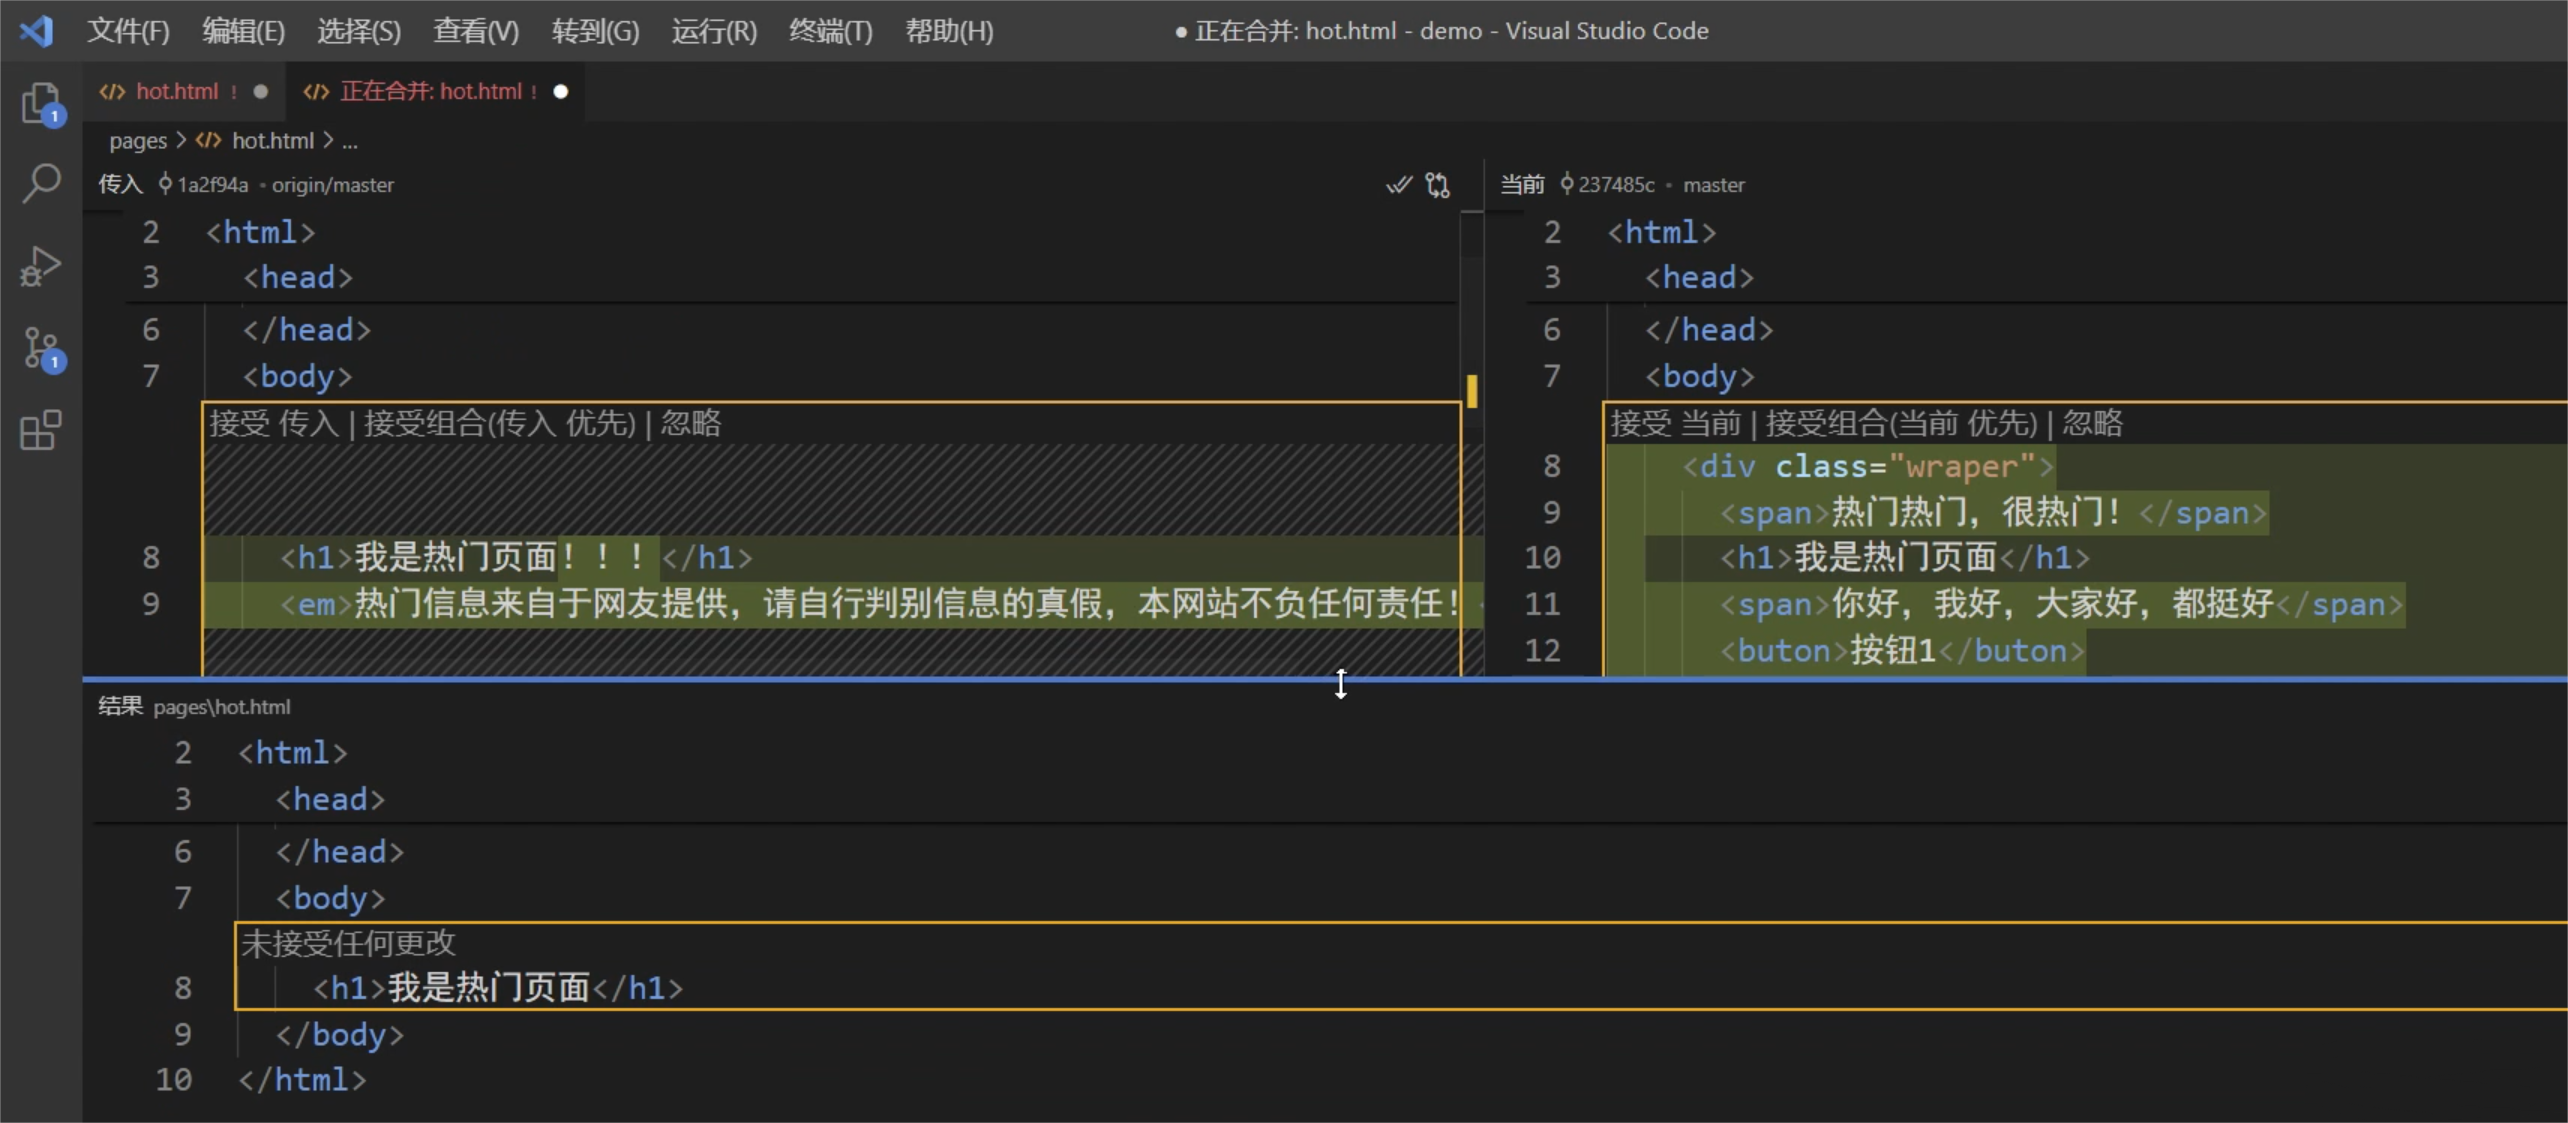 文件(F) 编辑(E) 选择(S) 查看(V) 转到(G) 运行(R) 终端(T) 帮助(H)
● 正在合并: hot.html - demo - Visual Studio Code
hot.html ! ●
正在合并: hot.html ! ●
1
1
pages > hot.html > ...
传入 1a2f94a • origin/master
2 <html>
3 <head>
6 </head>
7 <body>
接受 传入 | 接受组合(传入 优先) | 忽略
8 <h1>我是热门页面！！！</h1>
9 <em>热门信息来自于网友提供，请自行判别信息的真假，本网站不负任何责任！
当前 237485c • master
2 <html>
3 <head>
6 </head>
7 <body>
接受 当前 | 接受组合(当前 优先) | 忽略
8 <div class="wraper">
9 <span>热门热门，很热门！</span>
10 <h1>我是热门页面</h1>
11 <span>你好，我好，大家好，都挺好</span>
12 <buton>按钮1</buton>
结果 pages\hot.html
2 <html>
3 <head>
6 </head>
7 <body>
未接受任何更改
8 <h1>我是热门页面</h1>
9 </body>
10 </html>